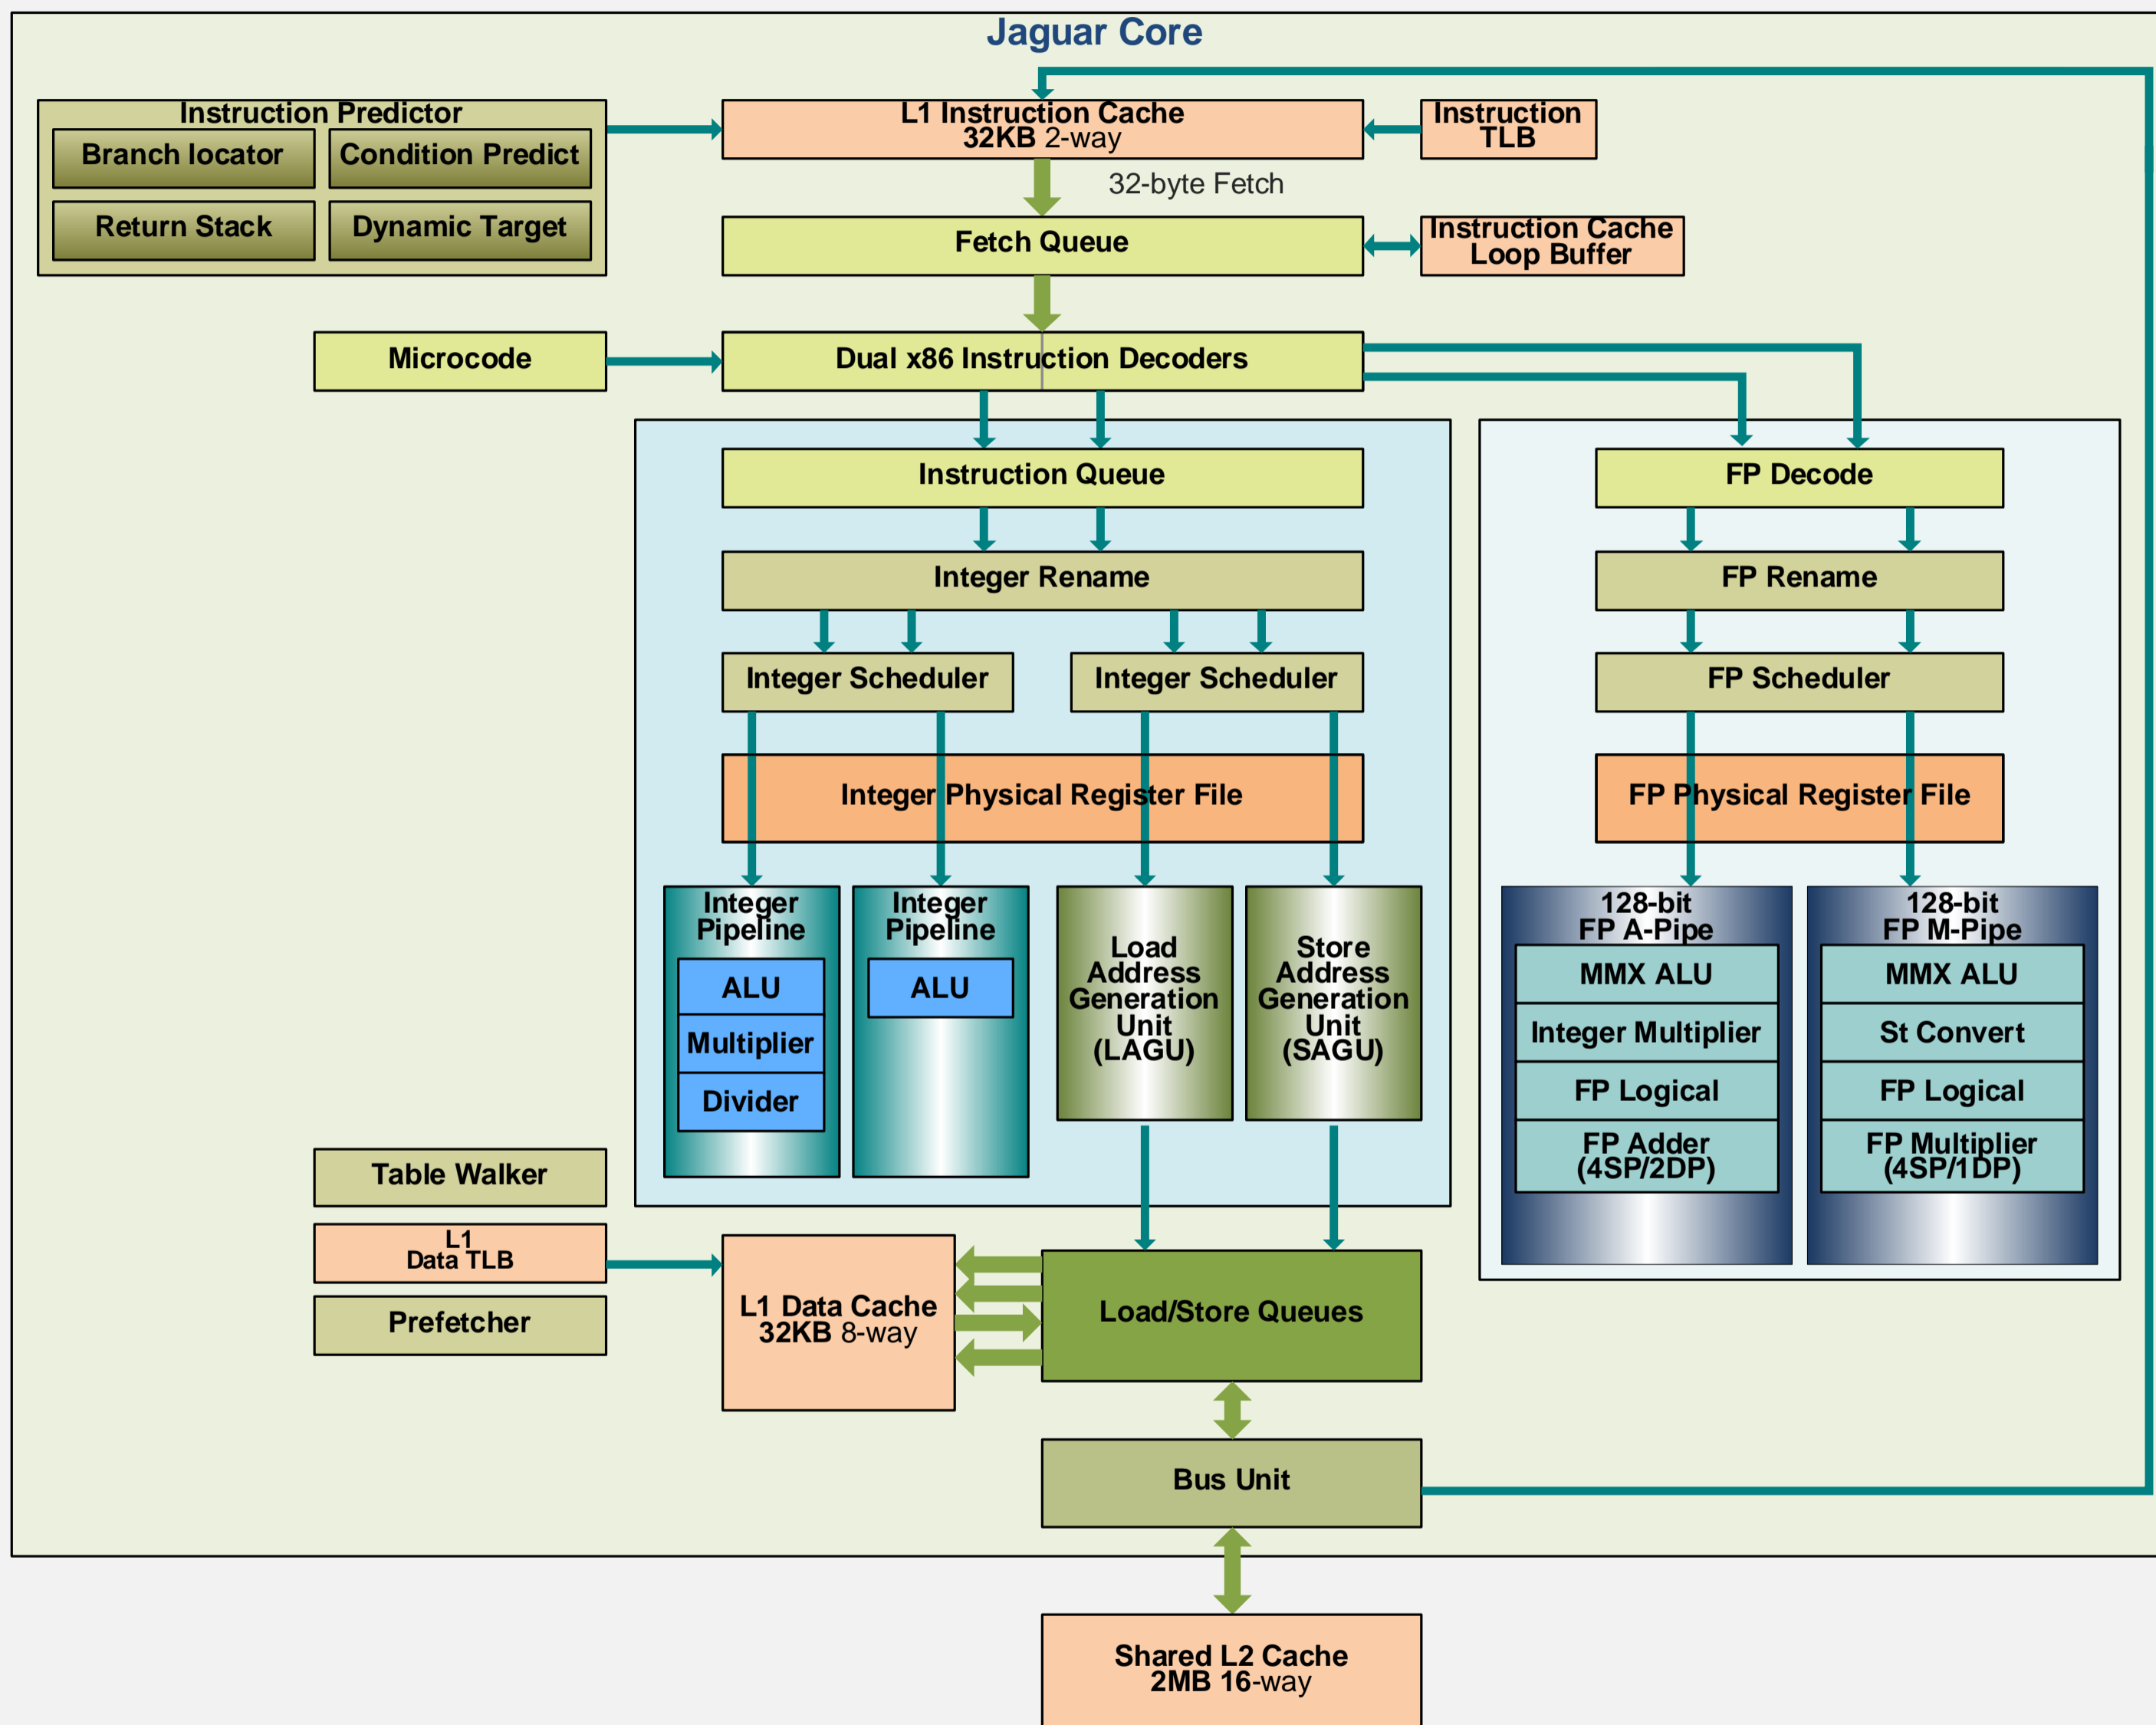 Jaguar Core
Instruction Predictor
Branch locator
Condition Predict
Return Stack
Dynamic Target
L1 Instruction Cache
32KB 2-way
Instruction
TLB
32-byte Fetch
Fetch Queue
Instruction Cache
Loop Buffer
Microcode
Dual x86 Instruction Decoders
Instruction Queue
Integer Rename
Integer Scheduler
Integer Scheduler
Integer Physical Register File
Integer
Pipeline
ALU
Multiplier
Divider
Integer
Pipeline
ALU
Load
Address
Generation
Unit
(LAGU)
Store
Address
Generation
Unit
(SAGU)
FP Decode
FP Rename
FP Scheduler
FP Physical Register File
128-bit
FP A-Pipe
MMX ALU
Integer Multiplier
FP Logical
FP Adder
(4SP/2DP)
128-bit
FP M-Pipe
MMX ALU
St Convert
FP Logical
FP Multiplier
(4SP/1DP)
Table Walker
L1
Data TLB
Prefetcher
L1 Data Cache
32KB 8-way
Load/Store Queues
Bus Unit
Shared L2 Cache
2MB 16-way